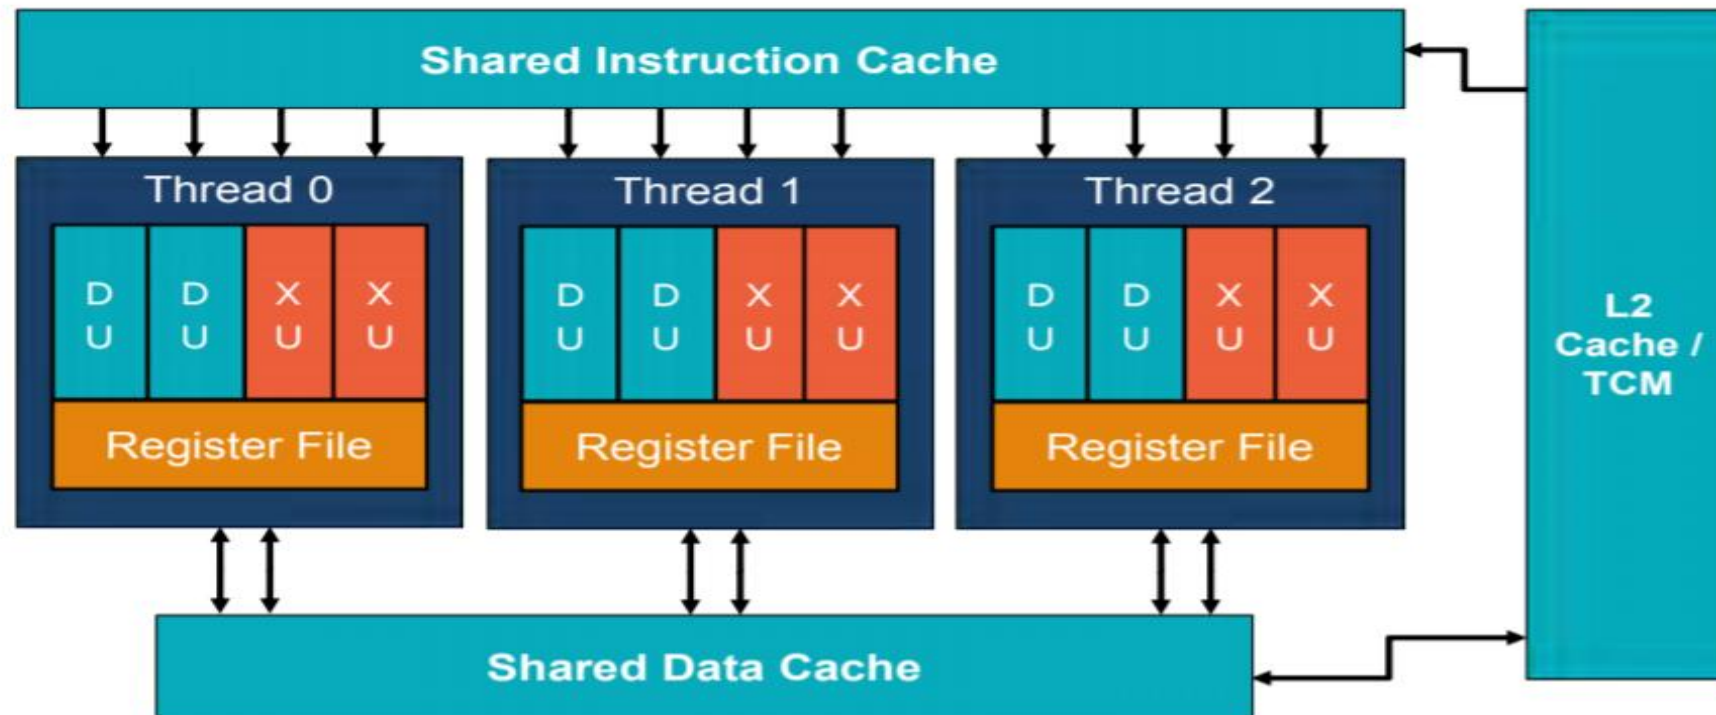 Shared Instruction Cache
Thread 0
D U
D U
X U
X U
Register File
Thread 1
D U
D U
X U
X U
Register File
Thread 2
D U
D U
X U
X U
Register File
L2
Cache /
TCM
Shared Data Cache